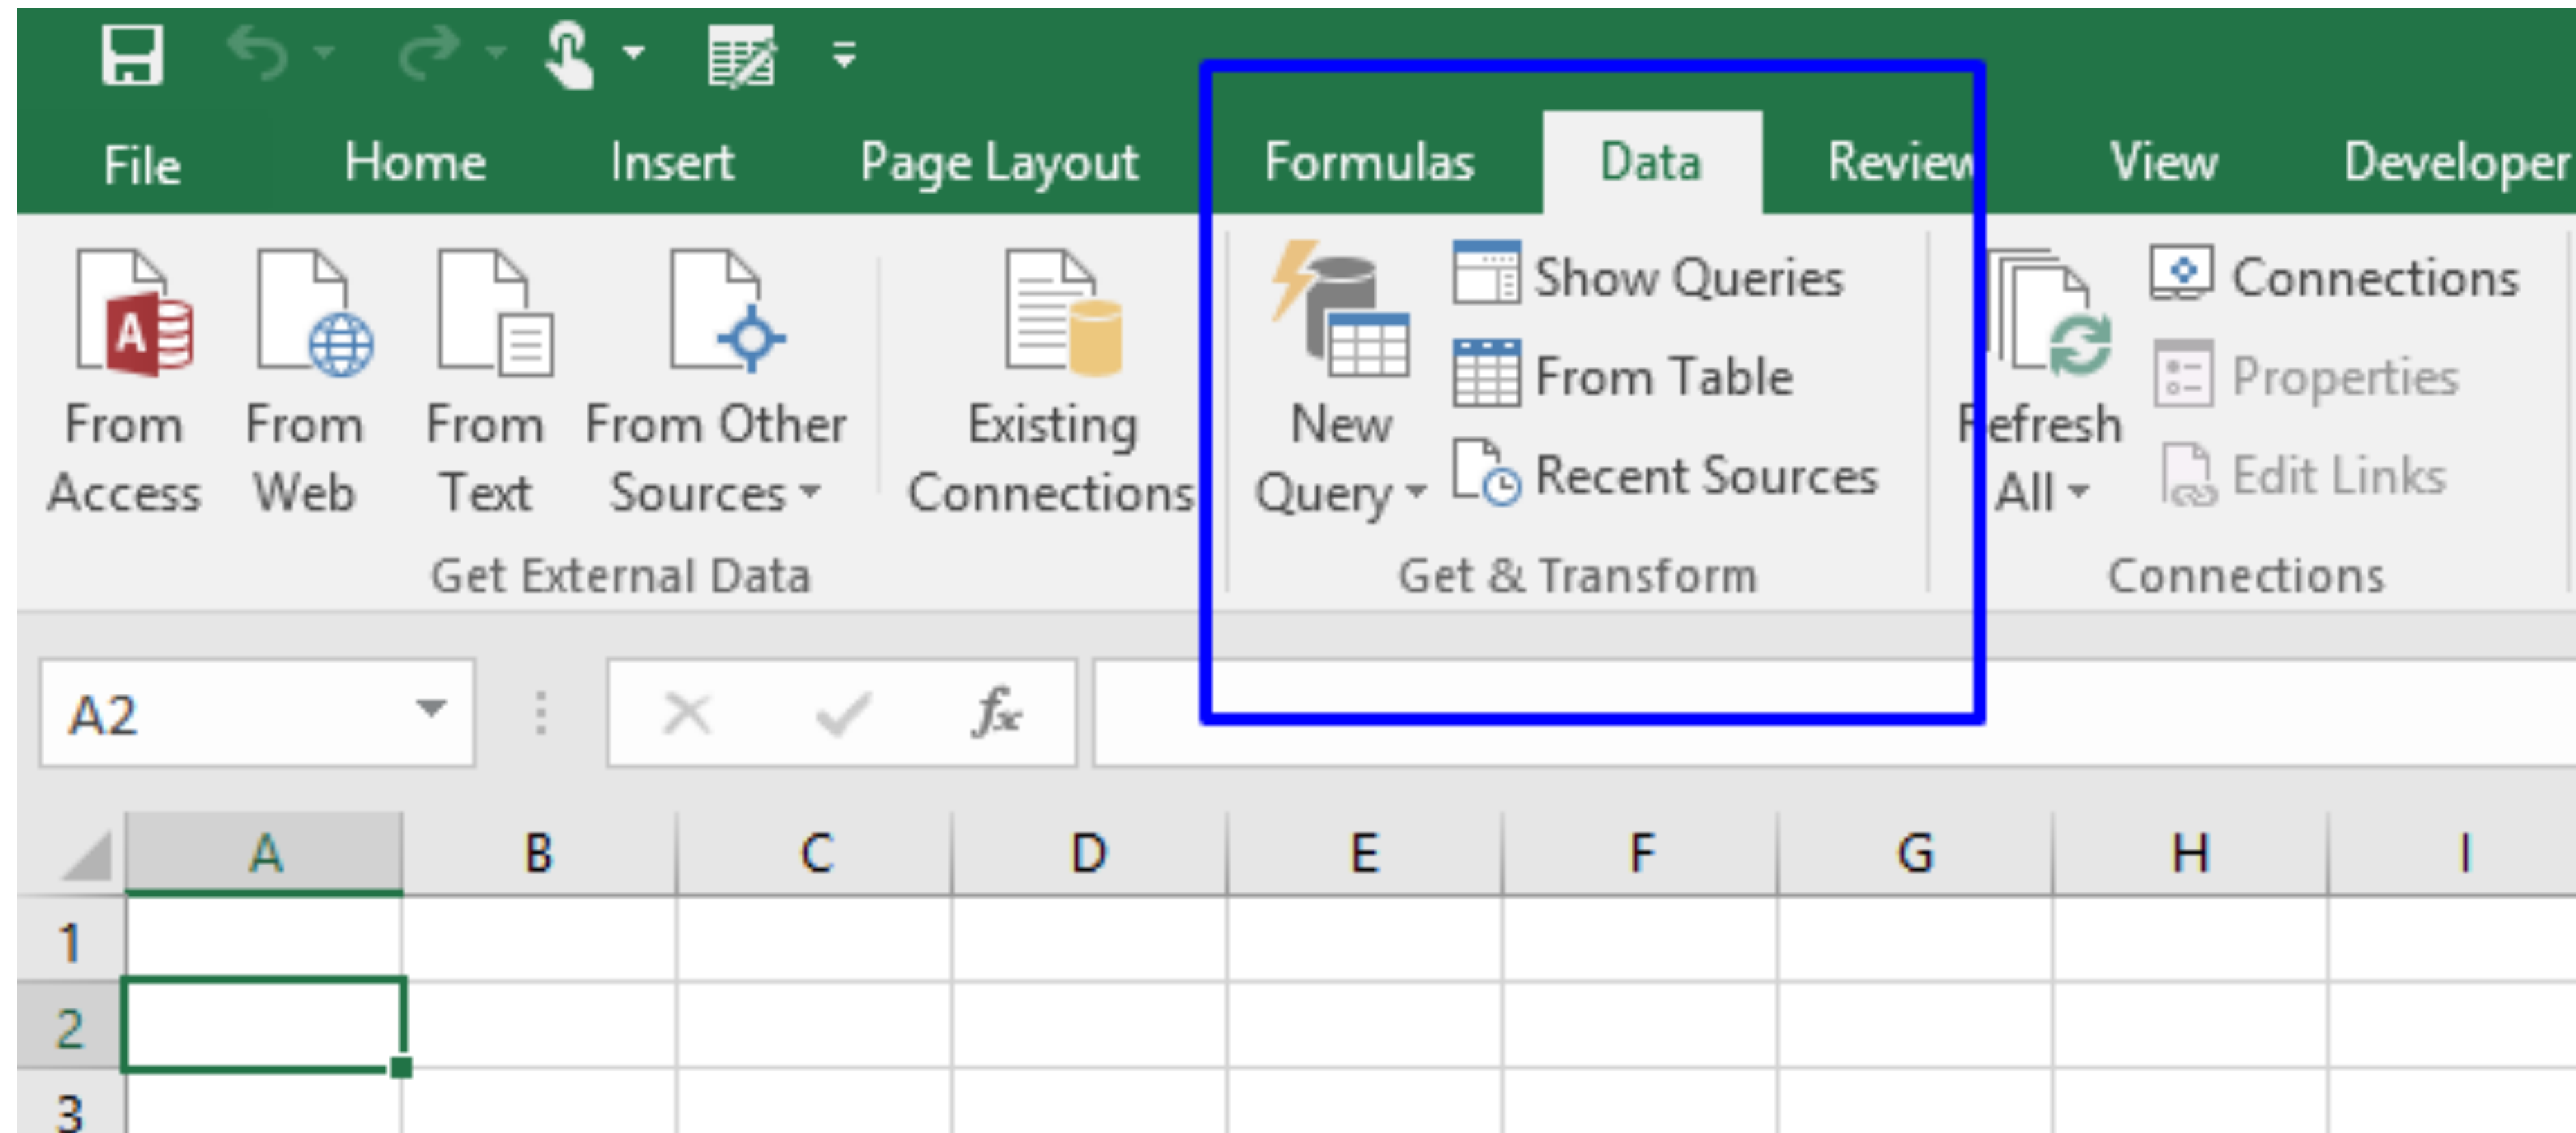 File Home Insert Page Layout Formulas Data Review View Developer
From Access
From Web
From Text
From Other Sources
Existing Connections
Get External Data
New Query
Show Queries
From Table
Recent Sources
Get & Transform
Refresh All
Connections
Properties
Edit Links
Connections
A2
fx
A B C D E F G H I
1
2
3